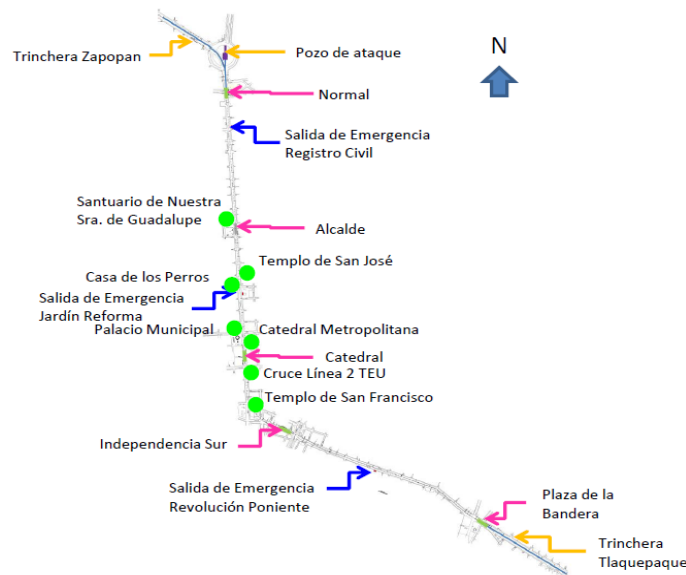 Trinchera Zapopan
Pozo de ataque
N
Normal
Salida de Emergencia
Registro Civil
Santuario de Nuestra
Sra. de Guadalupe
Alcalde
Templo de San José
Casa de los Perros
Salida de Emergencia
Jardín Reforma
Palacio Municipal
Catedral Metropolitana
Catedral
Cruce Línea 2 TEU
Templo de San Francisco
Independencia Sur
Salida de Emergencia
Revolución Poniente
Plaza de la
Bandera
Trinchera
Tlaquepaque